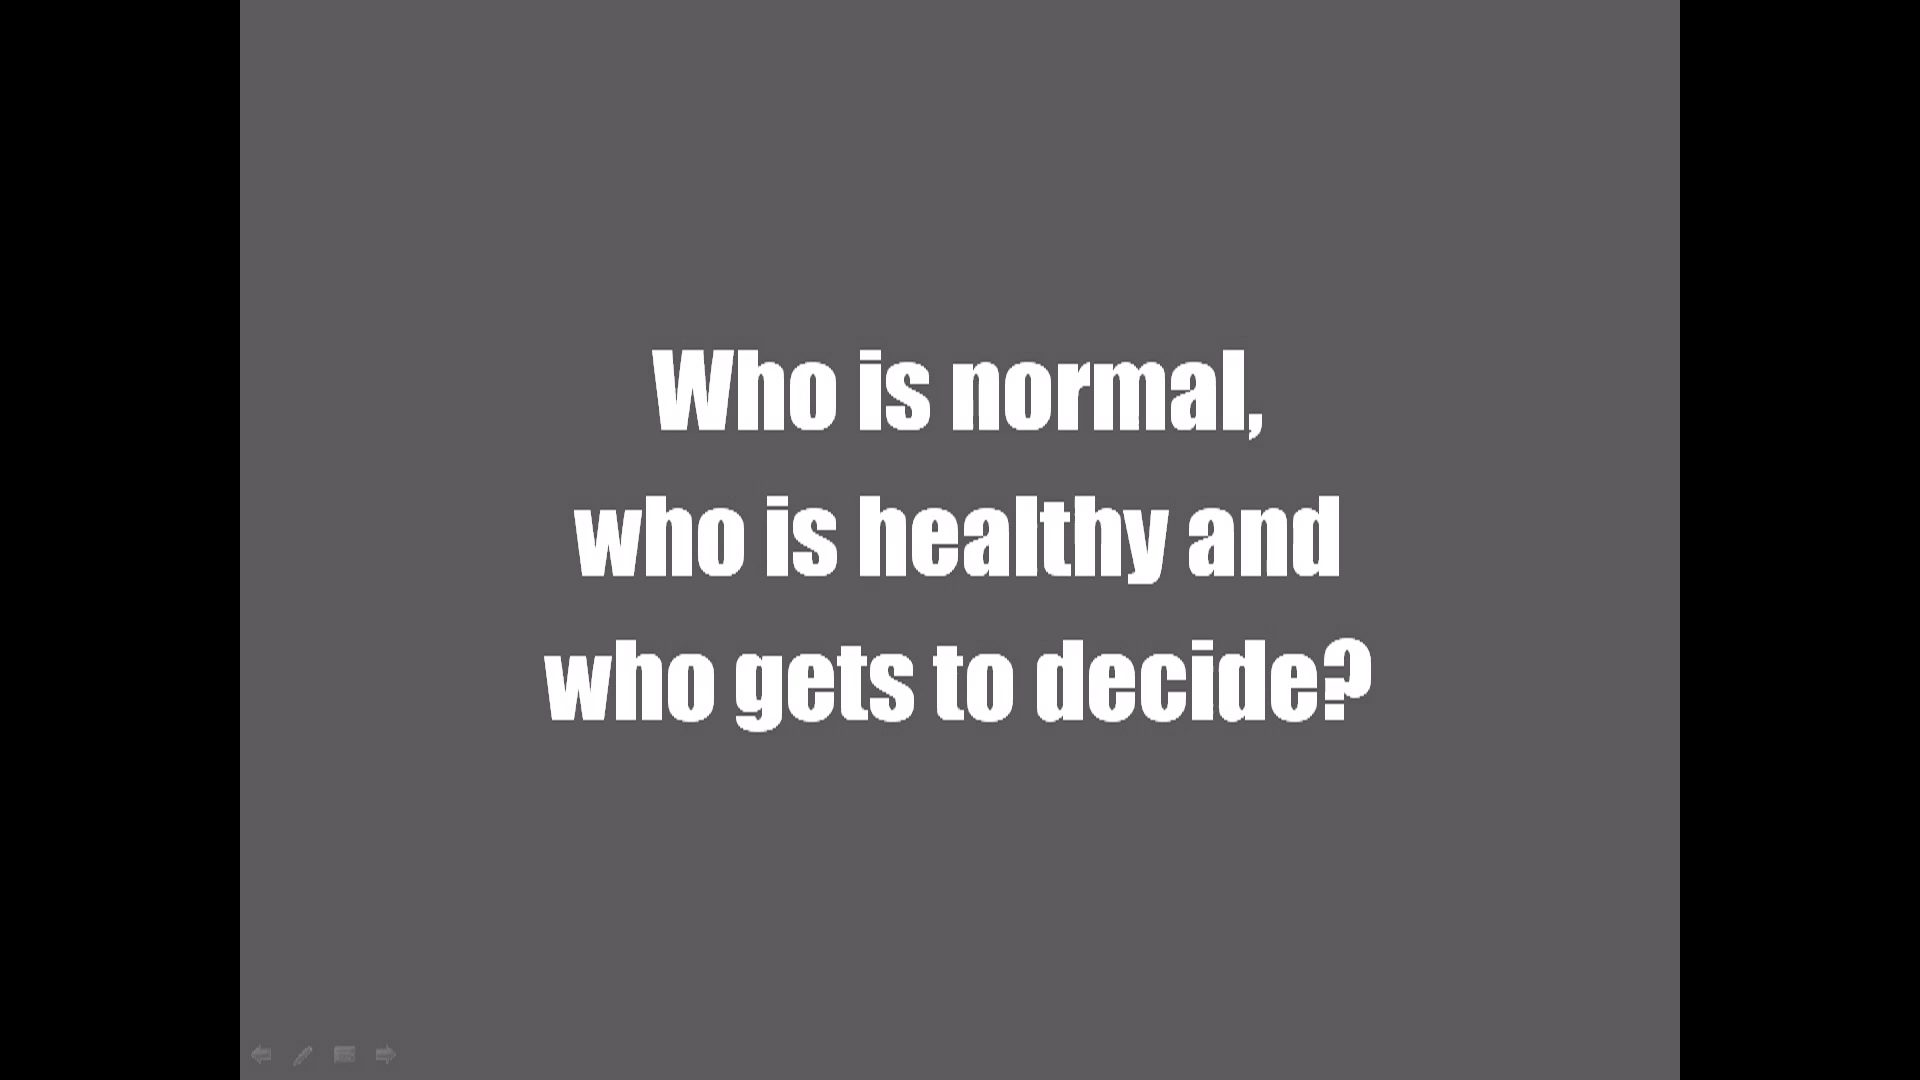 Who is normal,
who is healthy and
who gets to decide?